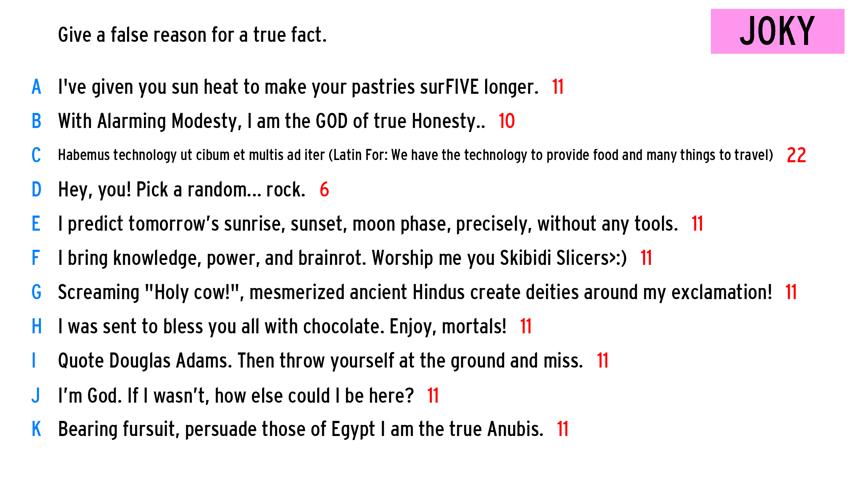 Give a false reason for a true fact.
JOKY
A I've given you sun heat to make your pastries surFIVE longer. 11
B With Alarming Modesty, I am the GOD of true Honesty.. 10
C Habemus technology ut cibum et multis ad iter (Latin For: We have the technology to provide food and many things to travel) 22
D Hey, you! Pick a random... rock. 6
E I predict tomorrow's sunrise, sunset, moon phase, precisely, without any tools. 11
F I bring knowledge, power, and brainrot. Worship me you Skibidi Slicers>:) 11
G Screaming "Holy cow!", mesmerized ancient Hindus create deities around my exclamation! 11
H I was sent to bless you all with chocolate. Enjoy, mortals! 11
I Quote Douglas Adams. Then throw yourself at the ground and miss. 11
J I'm God. If I wasn't, how else could I be here? 11
K Bearing fursuit, persuade those of Egypt I am the true Anubis. 11